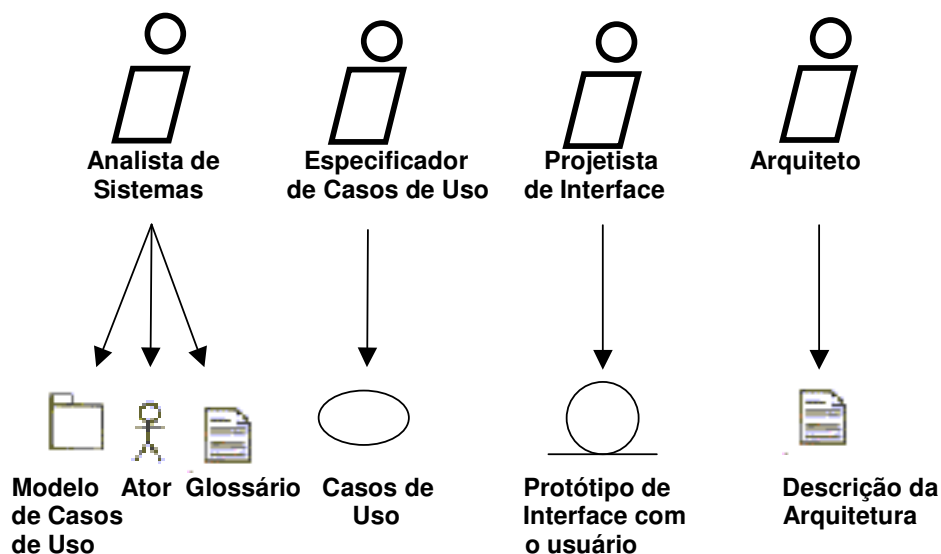 Analista de
Sistemas
Especificador
de Casos de Uso
Projetista
de Interface
Arquiteto
Modelo
de Casos
de Uso
Ator
Glossário
Casos de
Uso
Protótipo de
Interface com
o usuário
Descrição da
Arquitetura